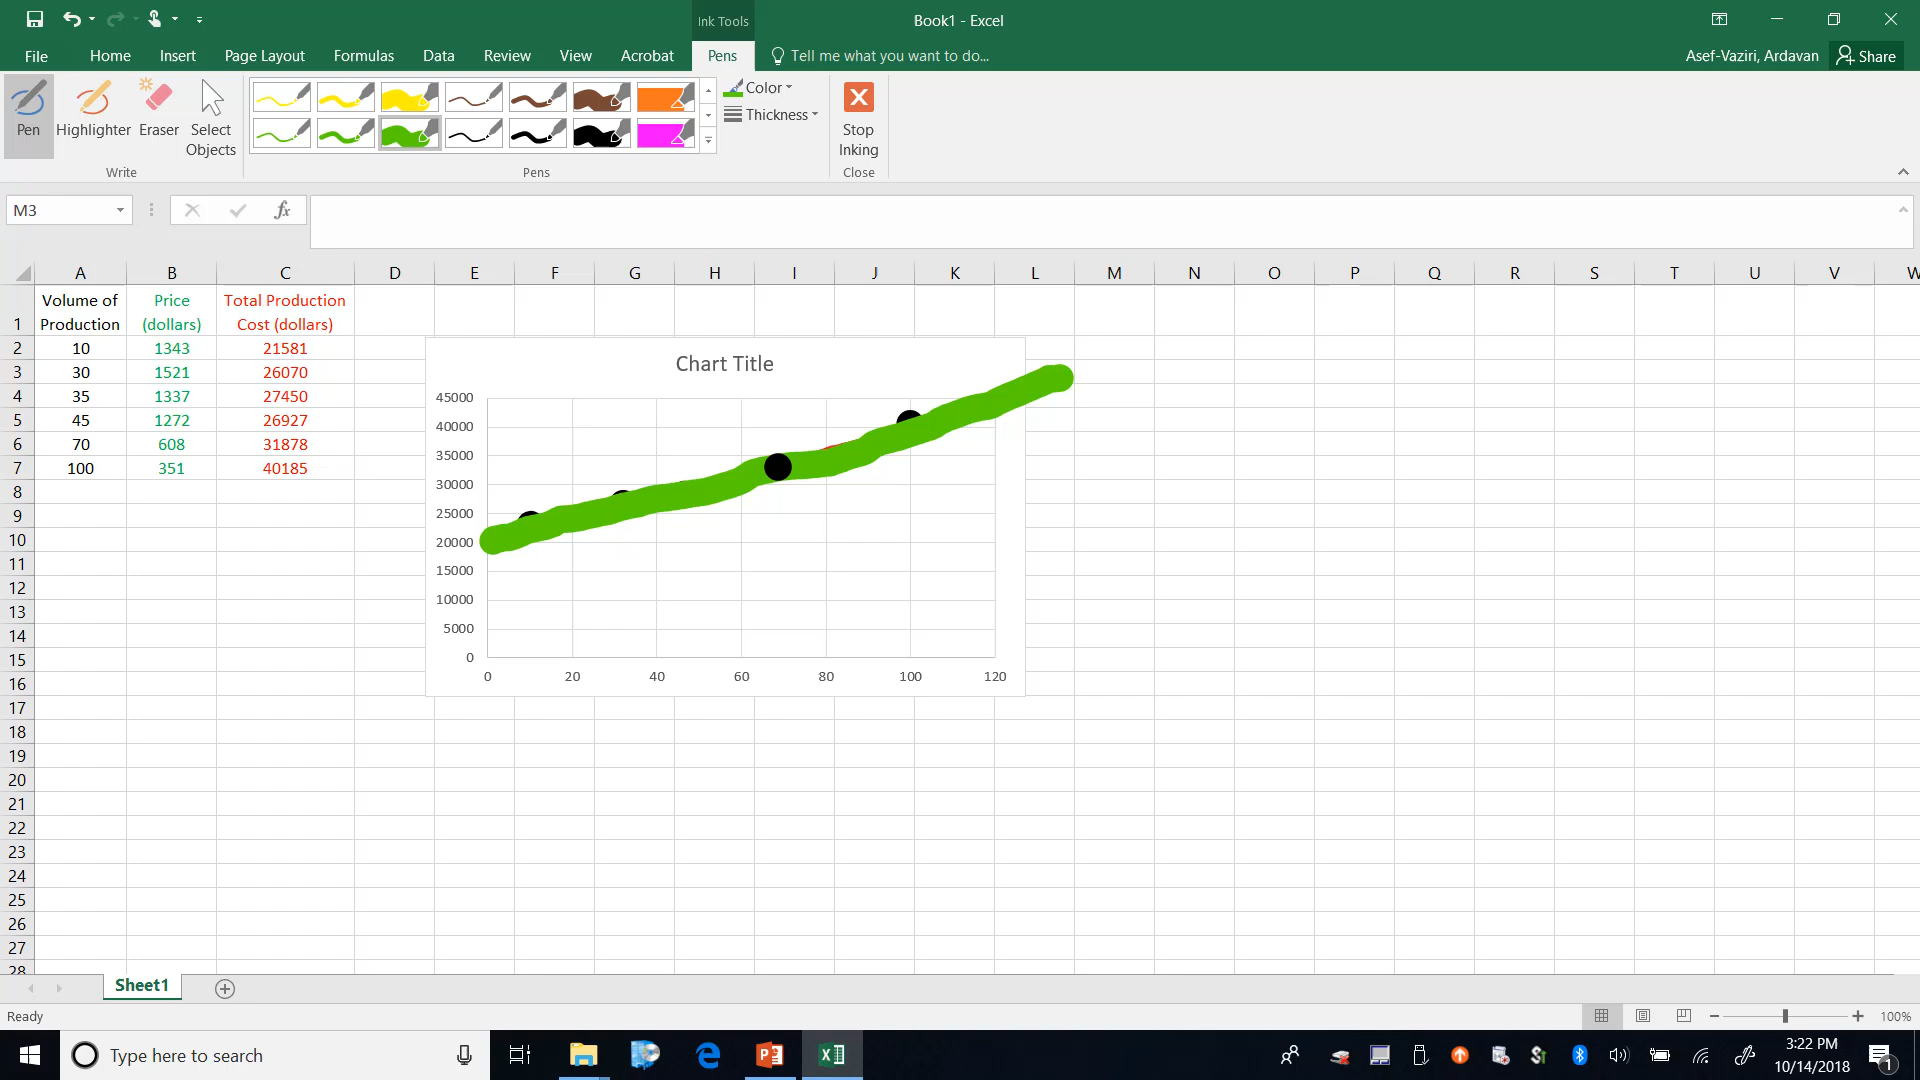 Ink Tools
Book1 - Excel
File Home Insert Page Layout Formulas Data Review View Acrobat Pens Tell me what you want to do... Asef-Vaziri, Ardavan Share
Pen Highlighter Eraser Select Objects
Write
Pens
Color
Thickness
Stop Inking
Close
M3
fx
A B C D E F G H I J K L M N O P Q R S T U V W
1 Volume of Production Price (dollars) Total Production Cost (dollars)
2 10 1343 21581
3 30 1521 26070
4 35 1337 27450
5 45 1272 26927
6 70 608 31878
7 100 351 40185
8
9
10
11
12
13
14
15
16
17
18
19
20
21
22
23
24
25
26
27
28
Chart Title
45000
40000
35000
30000
25000
20000
15000
10000
5000
0
0 20 40 60 80 100 120
Sheet1
Ready
100%
Type here to search
3:22 PM
10/14/2018
1